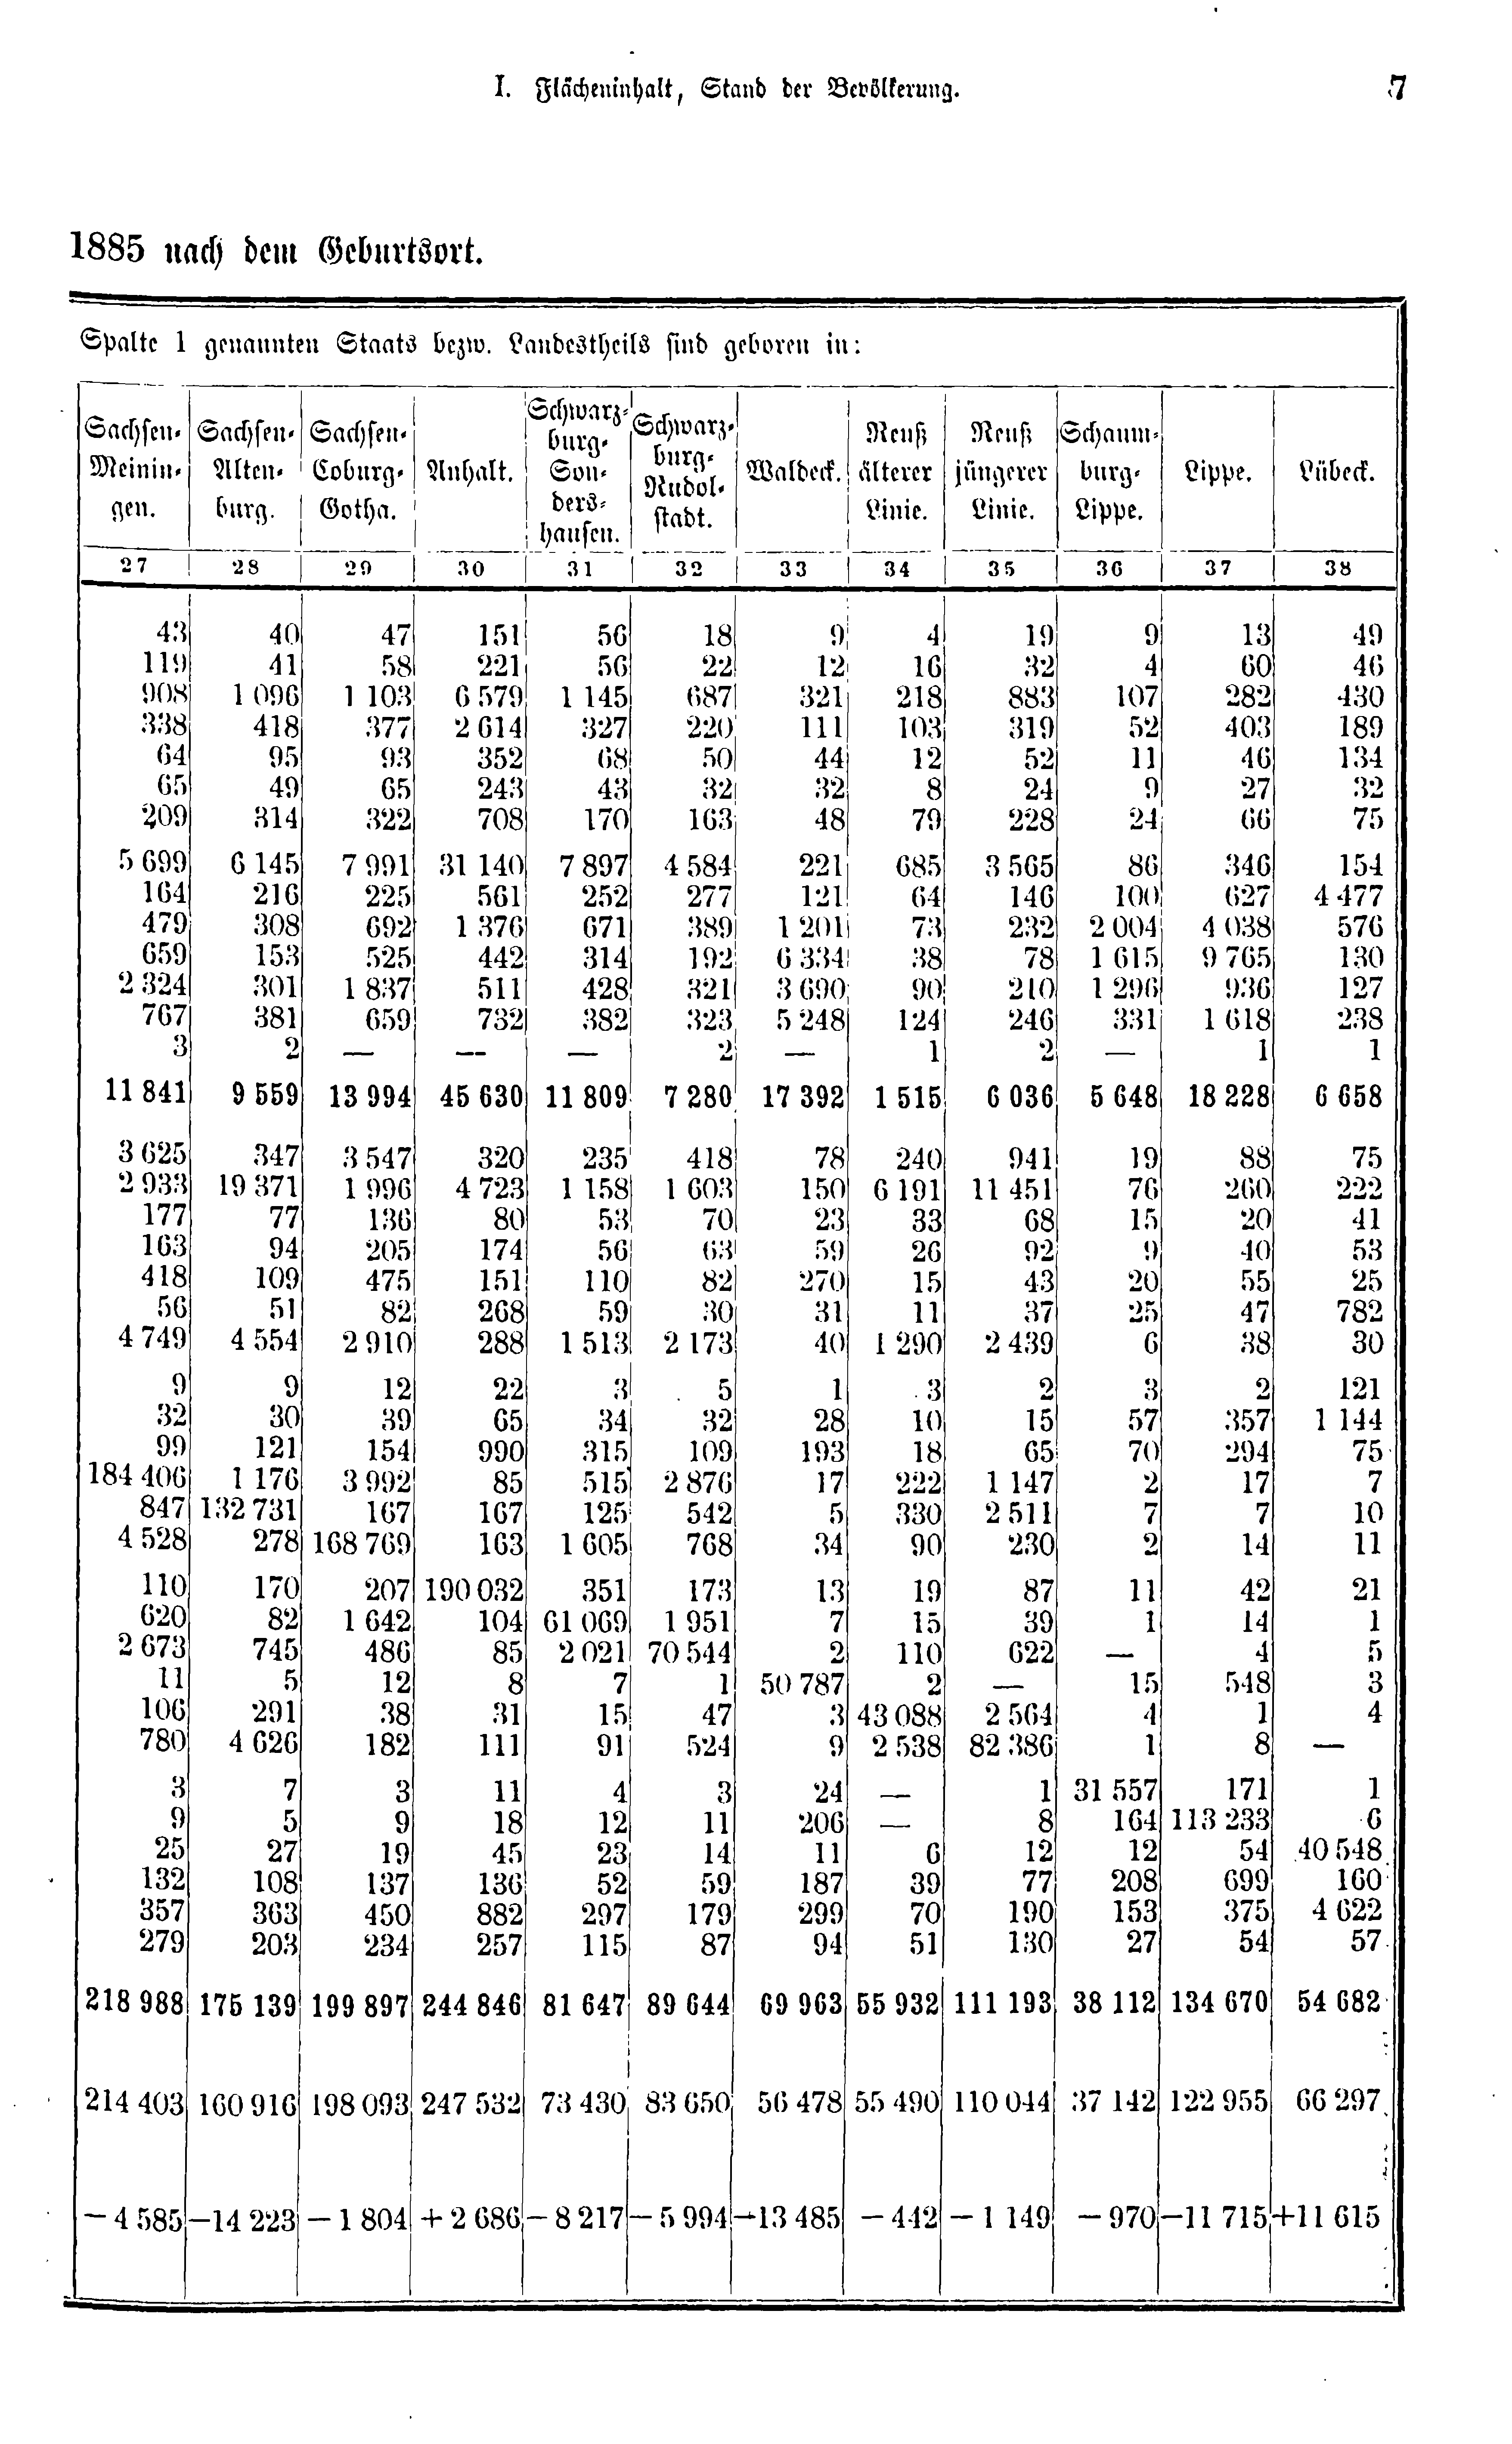 I. Flächeninhalt, Stand der Bevölkerung. 7
1885 nach dem Geburtsort.
Spalte 1 genannten Staats bezw. Landestheils sind geboren in:
Sachsen-Meinin-gen. Sachsen-Alten-burg. Sachsen-Coburg-Gotha. Anhalt. Schwarz-burg-Son-ders-hausen. Schwarz-burg-Rudol-stadt. Waldeck. Reuß älterer Linie. Reuß jüngerer Linie. Schaum-burg-Lippe. Lippe. Lübeck.
27 28 29 30 31 32 33 34 35 36 37 38
43 40 47 151 56 18 9 4 19 9 13 49
119 41 58 221 56 22 12 16 32 4 60 46
908 1 096 1 103 6 579 1 145 687 321 218 883 107 282 430
338 418 377 2 614 327 220 111 103 319 52 403 189
64 95 93 352 68 50 44 12 52 11 46 134
65 49 65 243 43 32 32 8 24 9 27 32
209 314 322 708 170 163 48 79 228 24 66 75
5 699 6 145 7 991 31 140 7 897 4 584 221 685 3 565 86 346 154
164 216 225 561 252 277 121 64 146 100 627 4 477
479 308 692 1 376 671 389 1 201 73 232 2 004 4 038 576
659 153 525 442 314 192 6 334 38 78 1 615 9 765 130
2 324 301 1 837 511 428 321 3 690 90 210 1 296 936 127
767 381 659 732 382 323 5 248 124 246 331 1 618 238
3 2 — — — 2 — 1 2 — 1 1
11 841 9 559 13 994 45 630 11 809 7 280 17 392 1 515 6 036 5 648 18 228 6 658
3 625 347 3 547 320 235 418 78 240 941 19 88 75
2 933 19 371 1 996 4 723 1 158 1 603 150 6 191 11 451 76 260 222
177 77 136 80 53 70 23 33 68 15 20 41
163 94 205 174 56 63 59 26 92 9 40 53
418 109 475 151 110 82 270 15 43 20 55 25
56 51 82 268 59 30 31 11 37 25 47 782
4 749 4 554 2 910 288 1 513 2 173 40 1 290 2 439 6 38 30
9 9 12 22 3 5 1 3 2 3 2 121
32 30 39 65 34 32 28 10 15 57 357 1 144
99 121 154 990 315 109 193 18 65 70 294 75
184 406 1 176 3 992 85 515 2 876 17 222 1 147 2 17 7
847 132 731 167 167 125 542 5 330 2 511 7 7 10
4 528 278 168 769 163 1 605 768 34 90 230 2 14 11
110 170 207 190 032 351 173 13 19 87 11 42 21
620 82 1 642 104 61 069 1 951 7 15 39 1 14 1
2 673 745 486 85 2 021 70 544 2 110 622 — 4 5
11 5 12 8 7 1 50 787 2 — 15 548 3
106 291 38 31 15 47 3 43 088 2 564 4 1 4
780 4 626 182 111 91 524 9 2 538 82 386 1 8 —
3 7 3 11 4 3 24 — 1 31 557 171 1
9 5 9 18 12 11 206 — 8 164 113 233 6
25 27 19 45 23 14 11 6 12 12 54 40 548
132 108 137 136 52 59 187 39 77 208 699 160
357 363 450 882 297 179 299 70 190 153 375 4 622
279 203 234 257 115 87 94 51 130 27 54 57
218 988 175 139 199 897 244 846 81 647 89 644 69 963 55 932 111 193 38 112 134 670 54 682
214 403 160 916 198 093 247 532 73 430 83 650 56 478 55 490 110 044 37 142 122 955 66 297
— 4 585 —14 223 — 1 804 + 2 686 — 8 217 — 5 994 —13 485 — 442 — 1 149 — 970 —11 715 +11 615